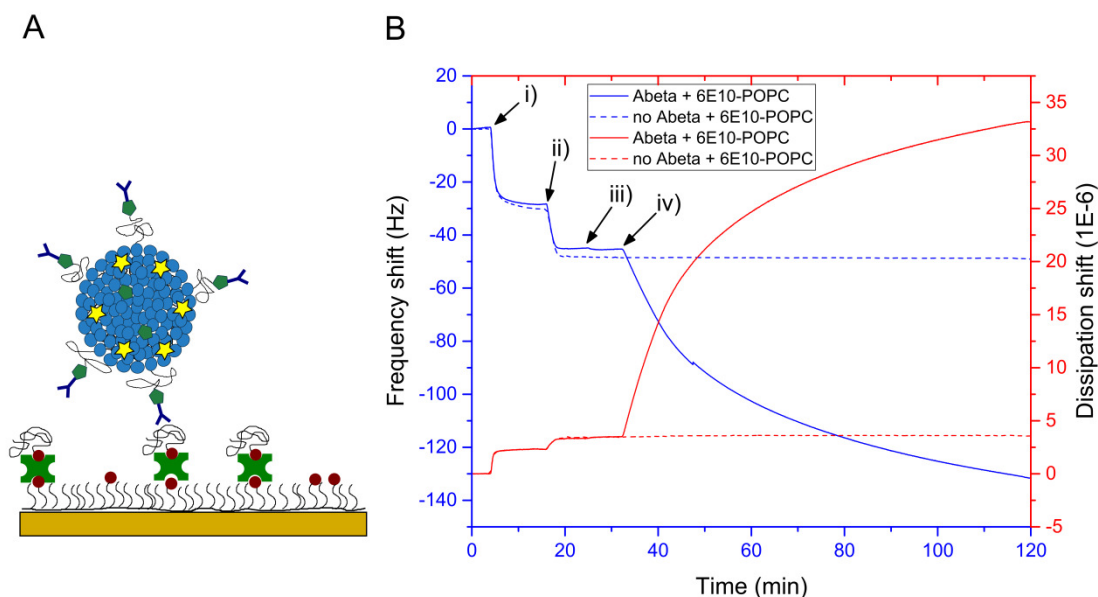 A
B
i)
ii)
iii)
iv)
Abeta + 6E10-POPC
no Abeta + 6E10-POPC
Abeta + 6E10-POPC
no Abeta + 6E10-POPC
Frequency shift (Hz)
20
0
-20
-40
-60
-80
-100
-120
-140
Dissipation shift (1E-6)
35
30
25
20
15
10
5
0
-5
0
20
40
60
80
100
120
Time (min)